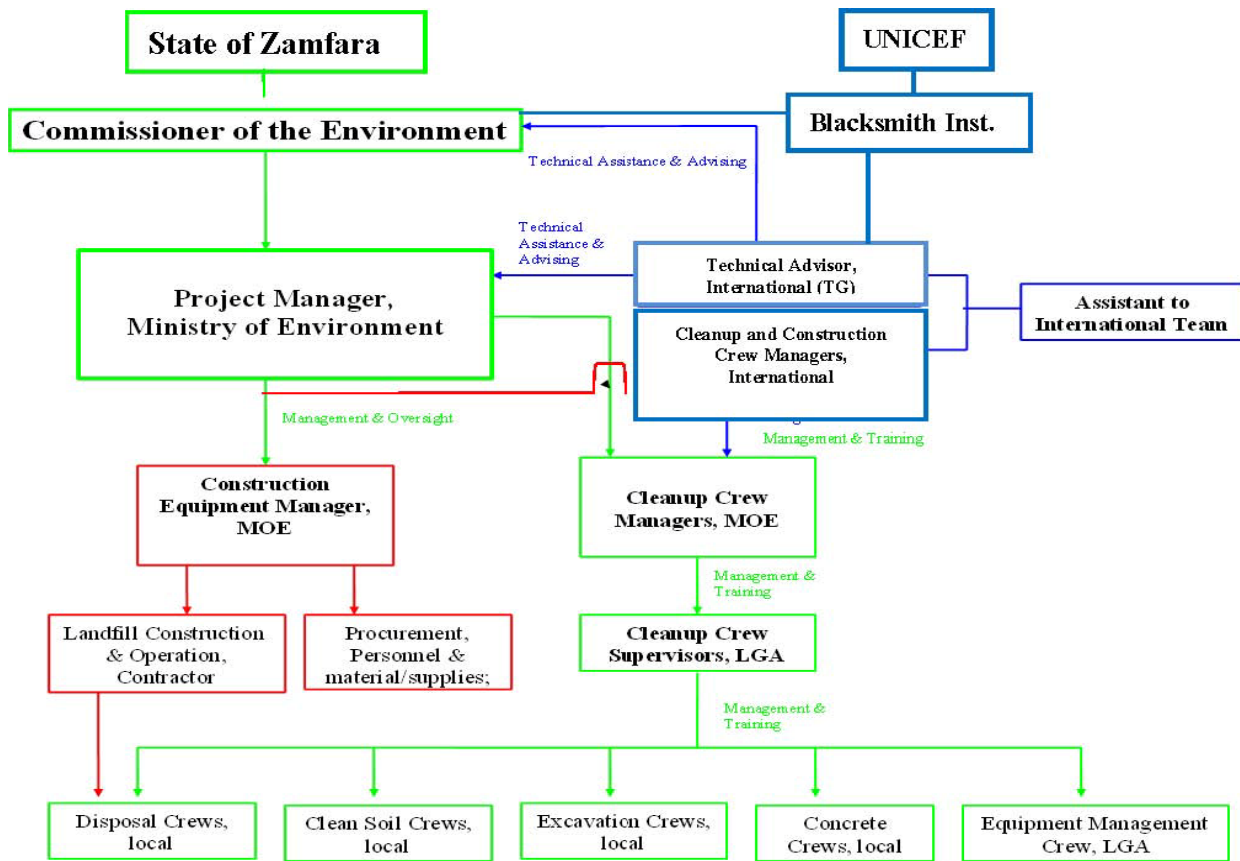 State of Zamfara
UNICEF
Commissioner of the Environment
Blacksmith Inst.
Technical Assistance & Advising
Technical
Assistance &
Advising
Technical Advisor,
International (TG)
Assistant to
International Team
Project Manager,
Ministry of Environment
Cleanup and Construction
Crew Managers,
International
Management & Oversight
Management & Training
Construction
Equipment Manager,
MOE
Cleanup Crew
Managers, MOE
Management &
Training
Landfill Construction
& Operation,
Contractor
Procurement,
Personnel &
material/supplies;
Cleanup Crew
Supervisors, LGA
Management &
Training
Disposal Crews,
local
Clean Soil Crews,
local
Excavation Crews,
local
Concrete
Crews, local
Equipment Management
Crew, LGA